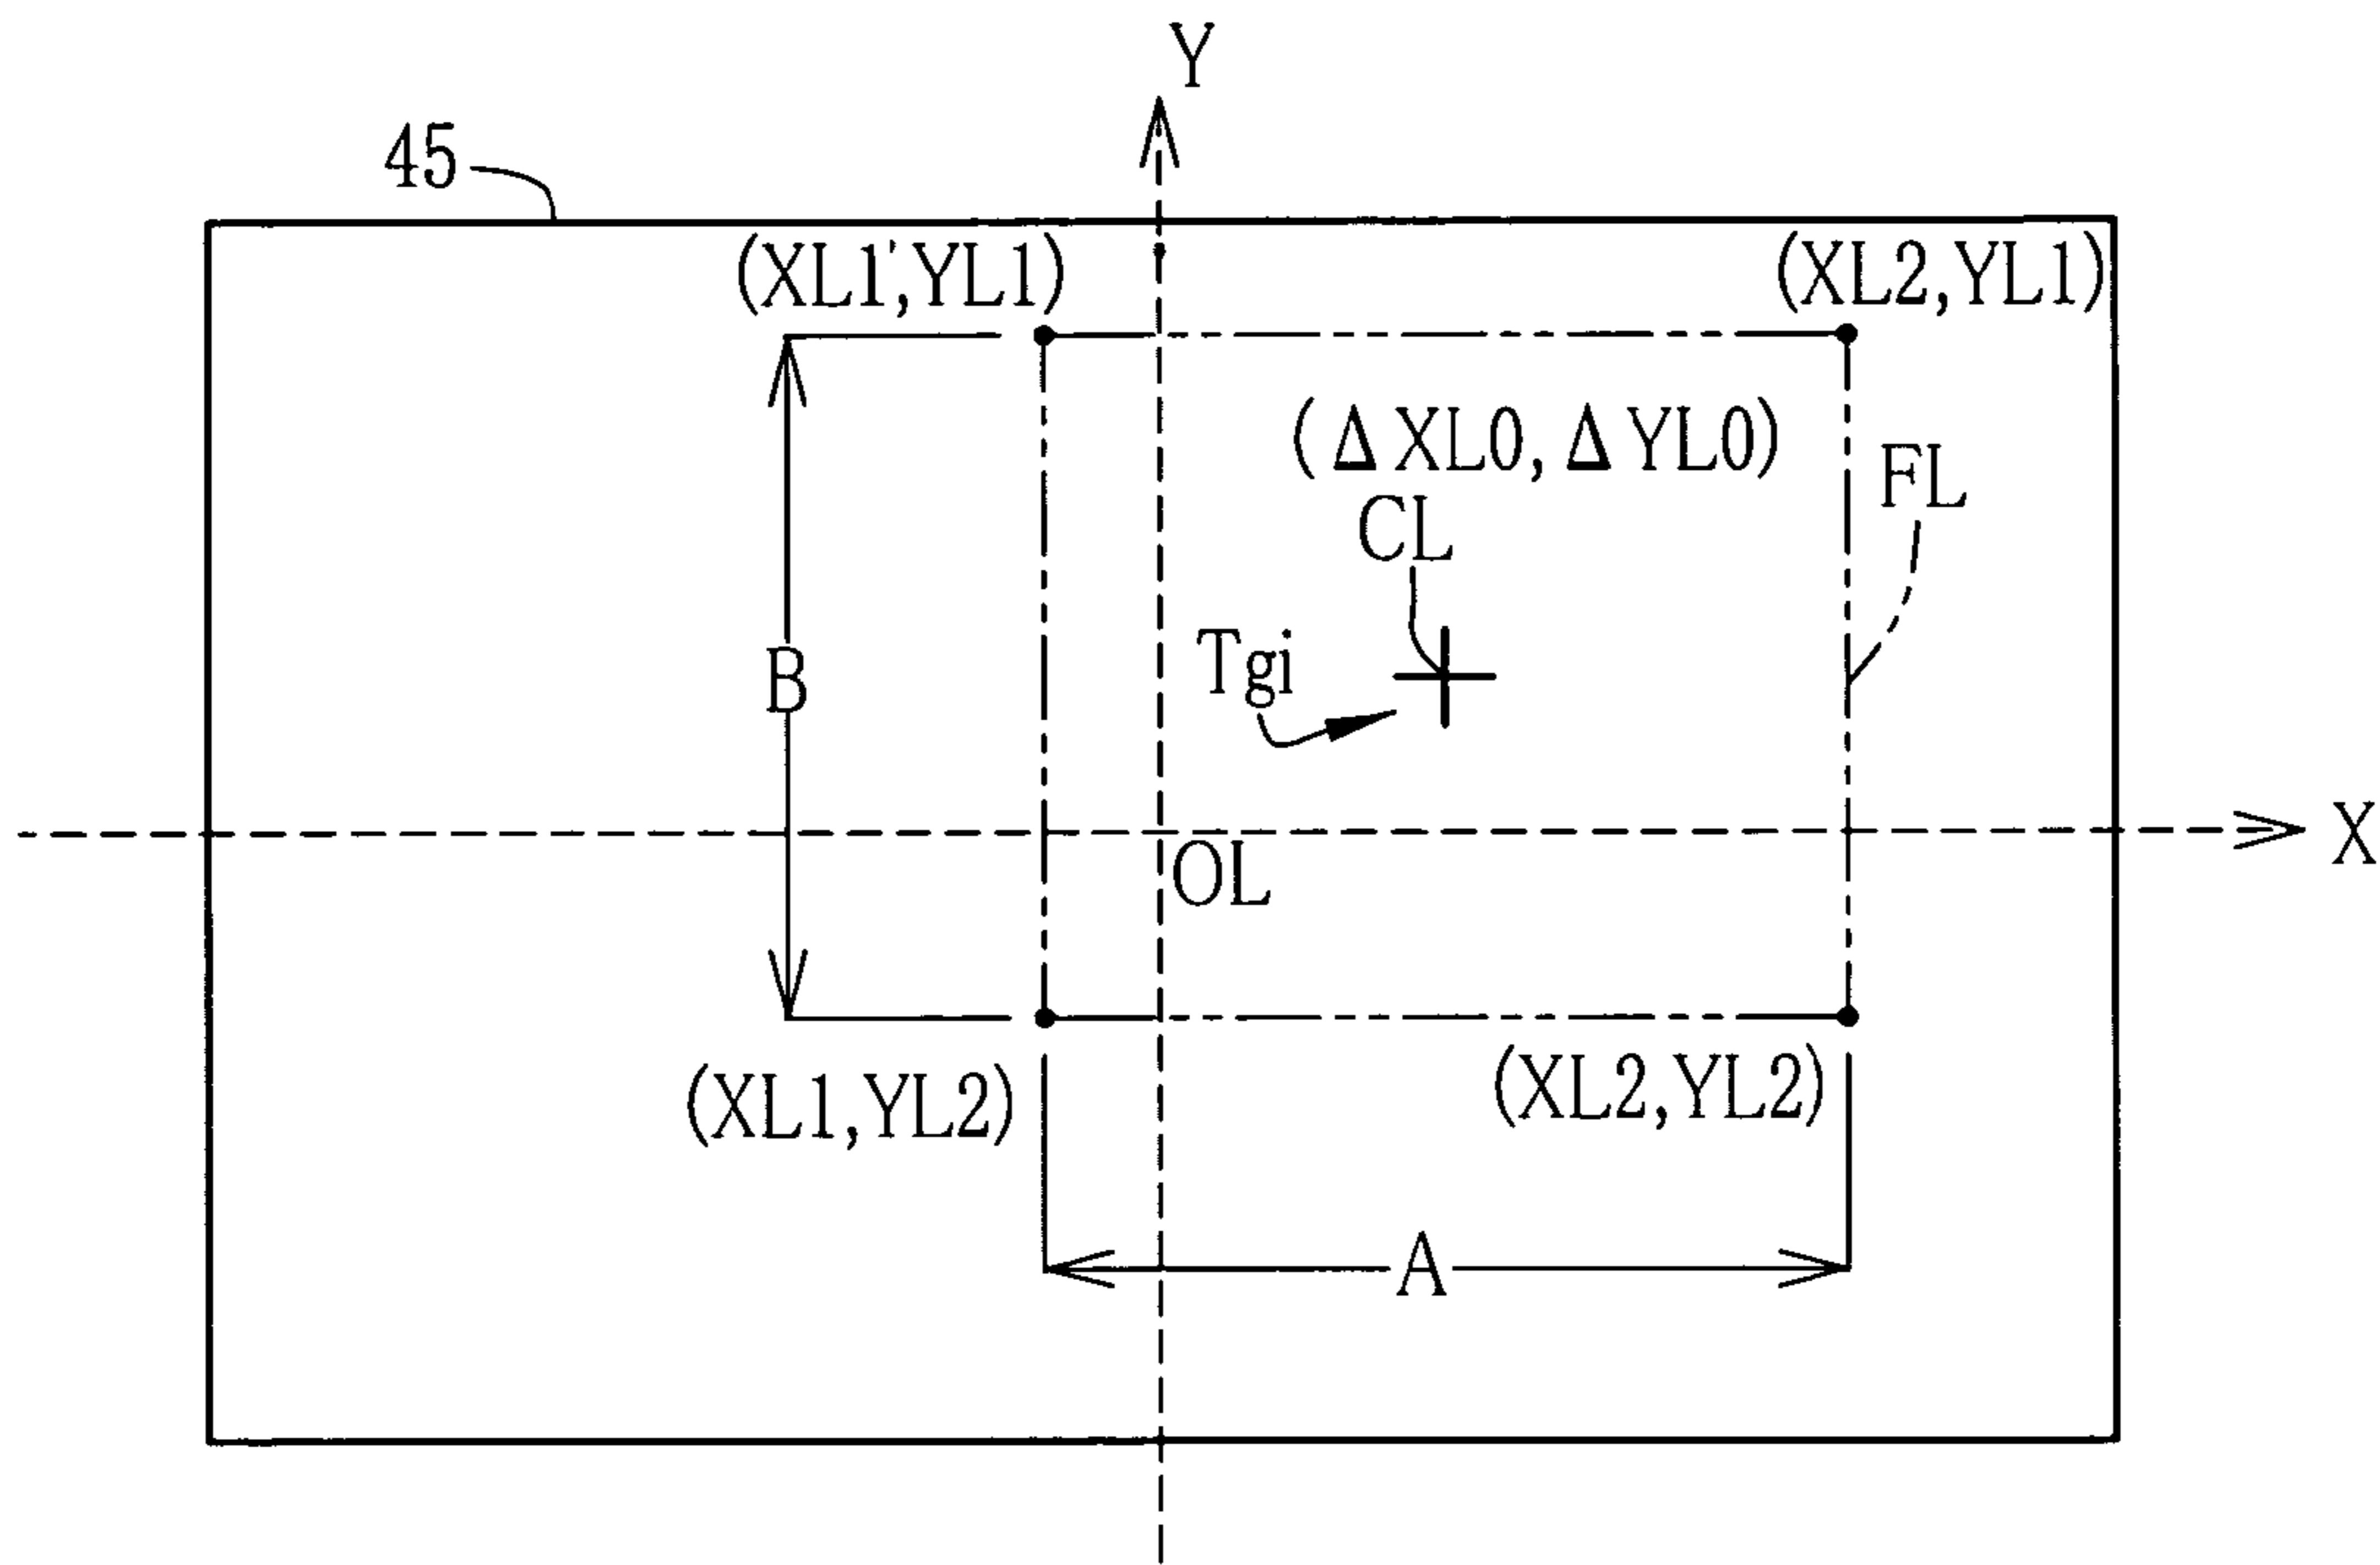 Y
45
(XL1',YL1)
(XL2,YL1)
(ΔXL0,ΔYL0)
CL
FL
Tgi
B
X
OL
(XL1,YL2)
(XL2,YL2)
A